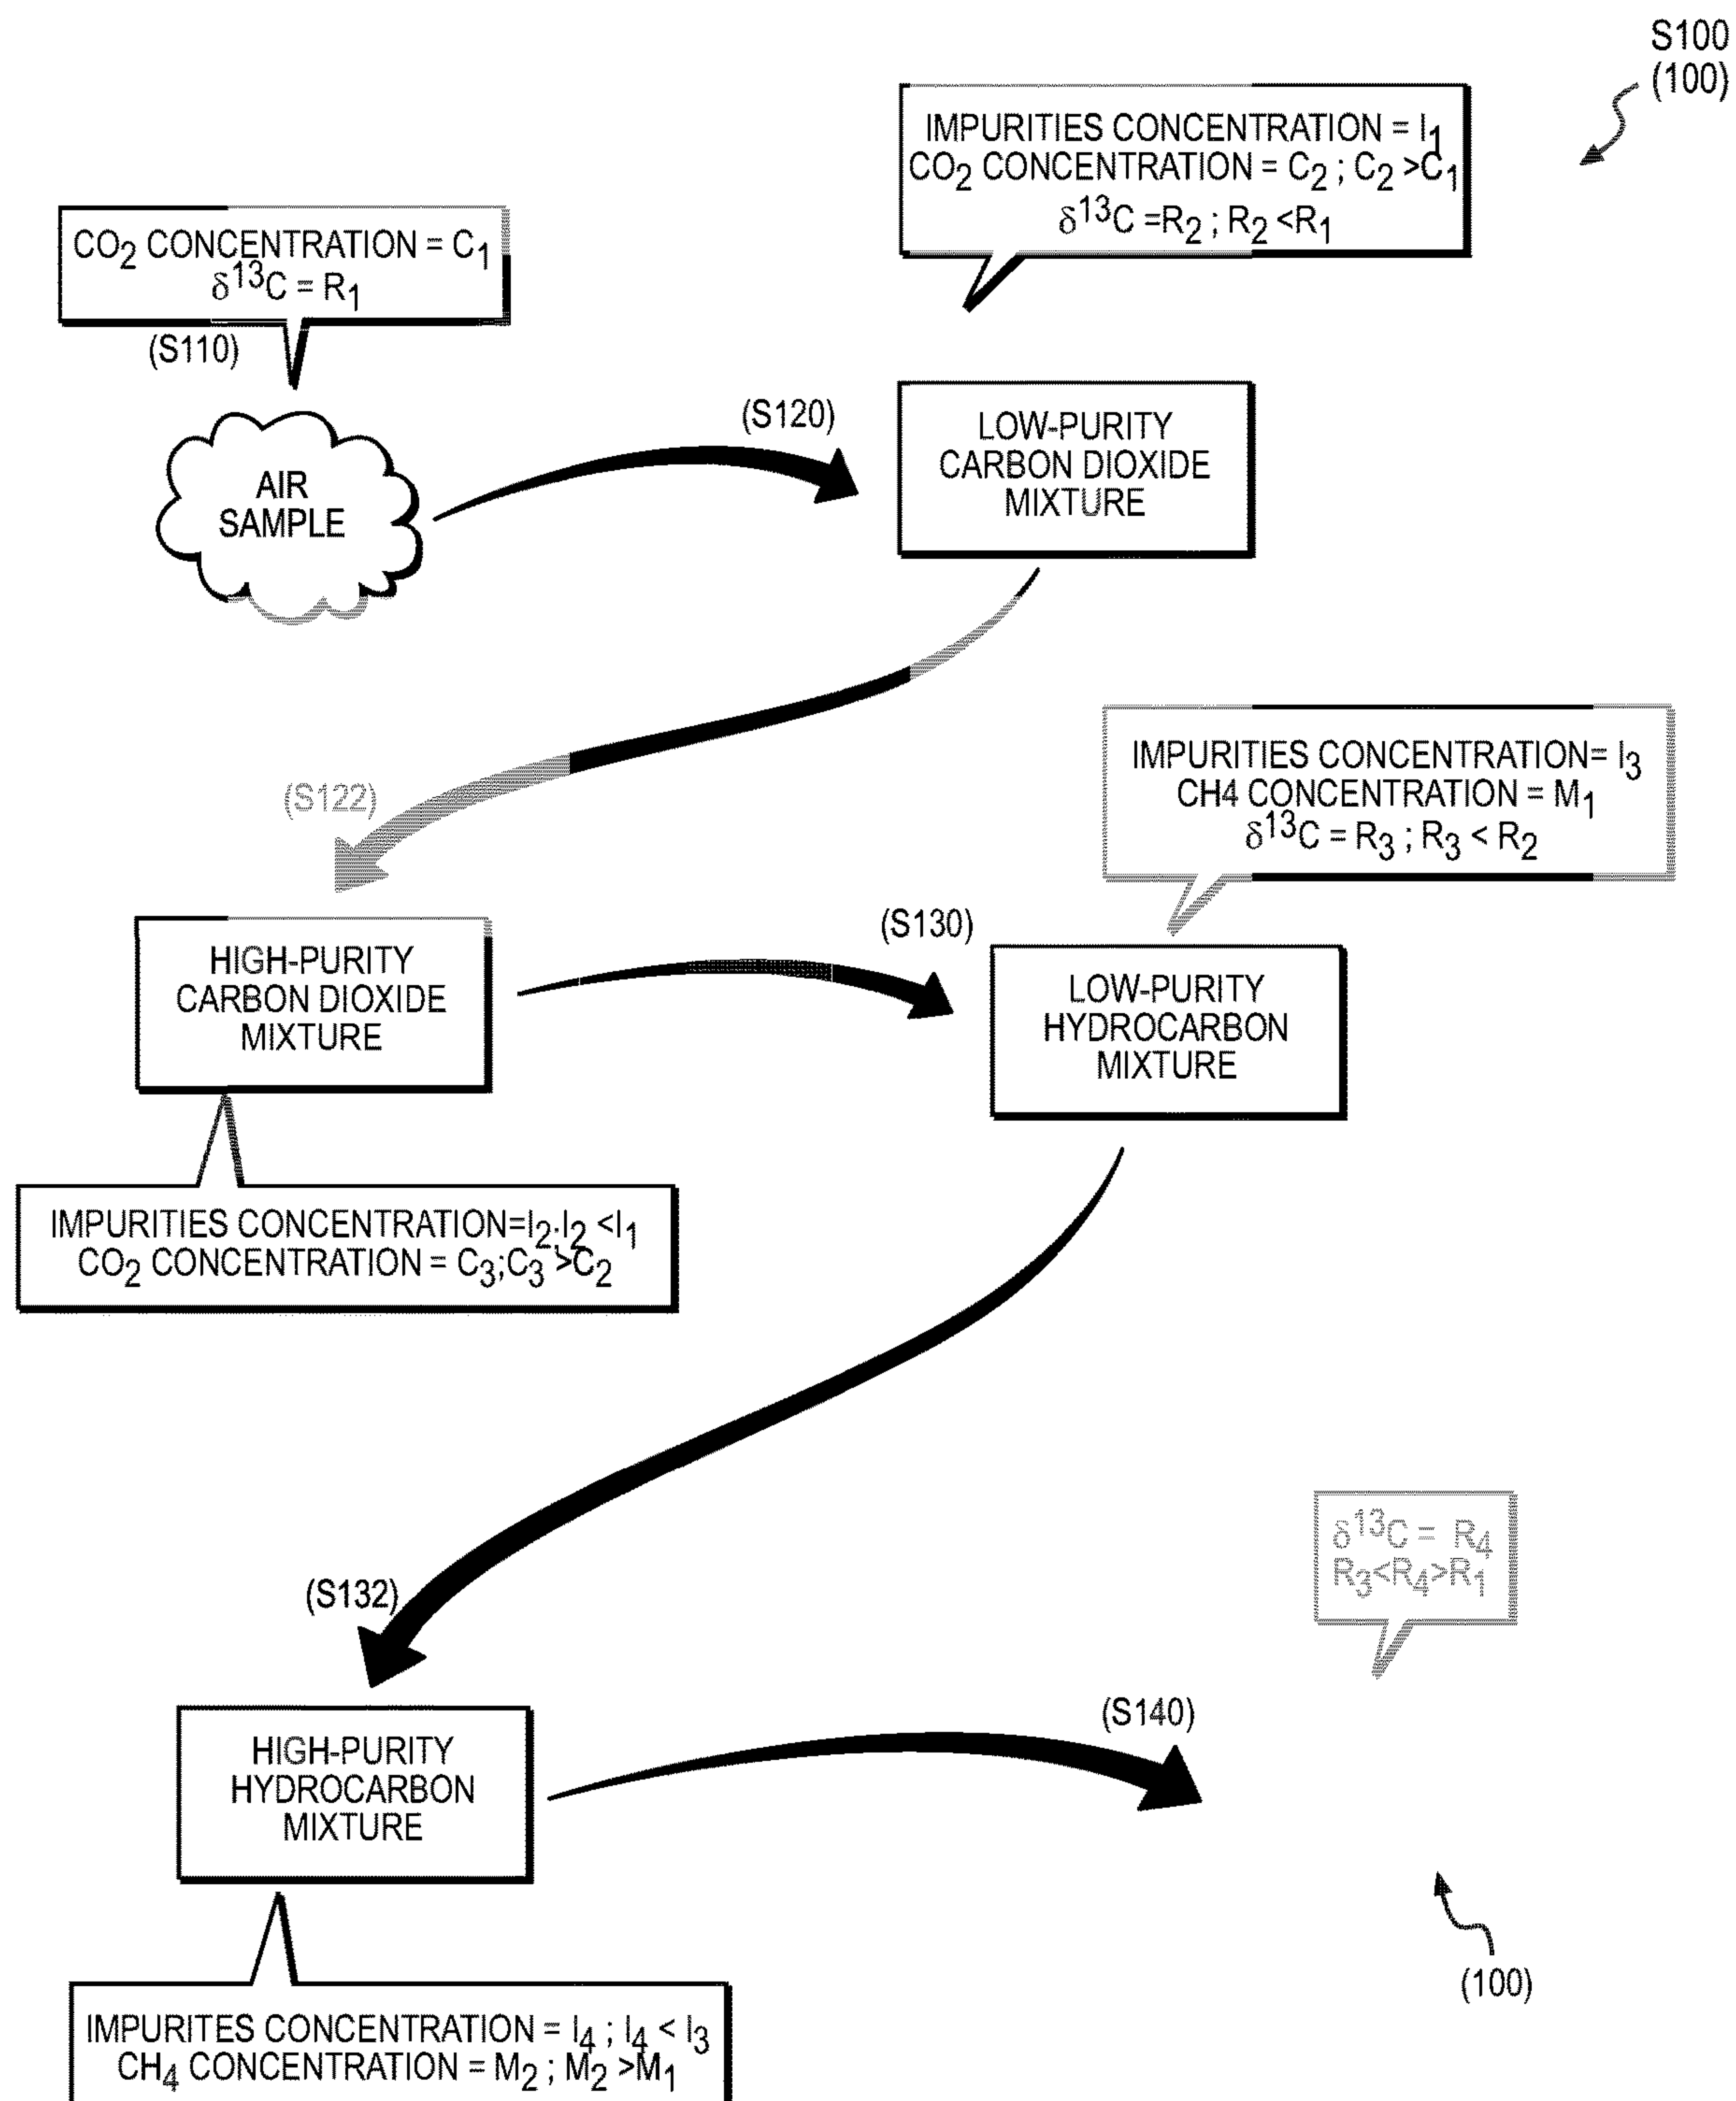 S100
(100)
IMPURITIES CONCENTRATION = I1
CO2 CONCENTRATION = C2 ; C2 >C1
δ13C =R2 ; R2 <R1
CO2 CONCENTRATION = C1
δ13C = R1
(S110)
AIR
SAMPLE
(S120)
LOW-PURITY
CARBON DIOXIDE
MIXTURE
(S122)
IMPURITIES CONCENTRATION= I3
CH4 CONCENTRATION = M1
δ13C = R3 ; R3 < R2
HIGH-PURITY
CARBON DIOXIDE
MIXTURE
(S130)
LOW-PURITY
HYDROCARBON
MIXTURE
IMPURITIES CONCENTRATION=I2;I2 <I1
CO2 CONCENTRATION = C3;C3 >C2
δ13C = R4
R3<R4>R1
(S132)
HIGH-PURITY
HYDROCARBON
MIXTURE
(S140)
(100)
IMPURITES CONCENTRATION = I4 ; I4 < I3
CH4 CONCENTRATION = M2 ; M2 >M1